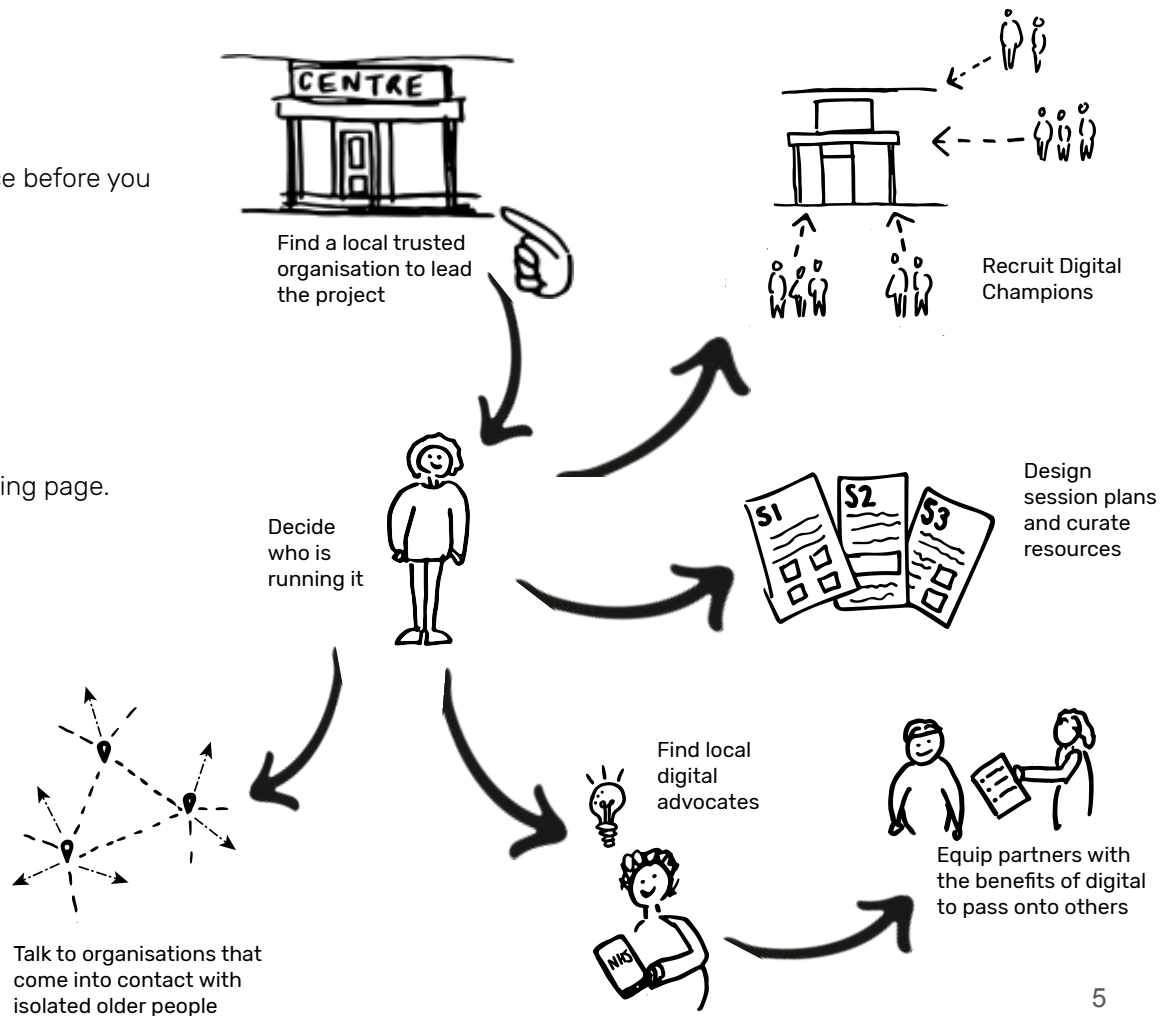 CENTRE
Find a local trusted
organisation to lead
the project
Recruit Digital
Champions
before you
ing page.
Decide
who is
running it
S1
S2
S3
Design
session plans
and curate
resources
Find local
digital
advocates
NHS
Equip partners with
the benefits of digital
to pass onto others
Talk to organisations that
come into contact with
isolated older people
5